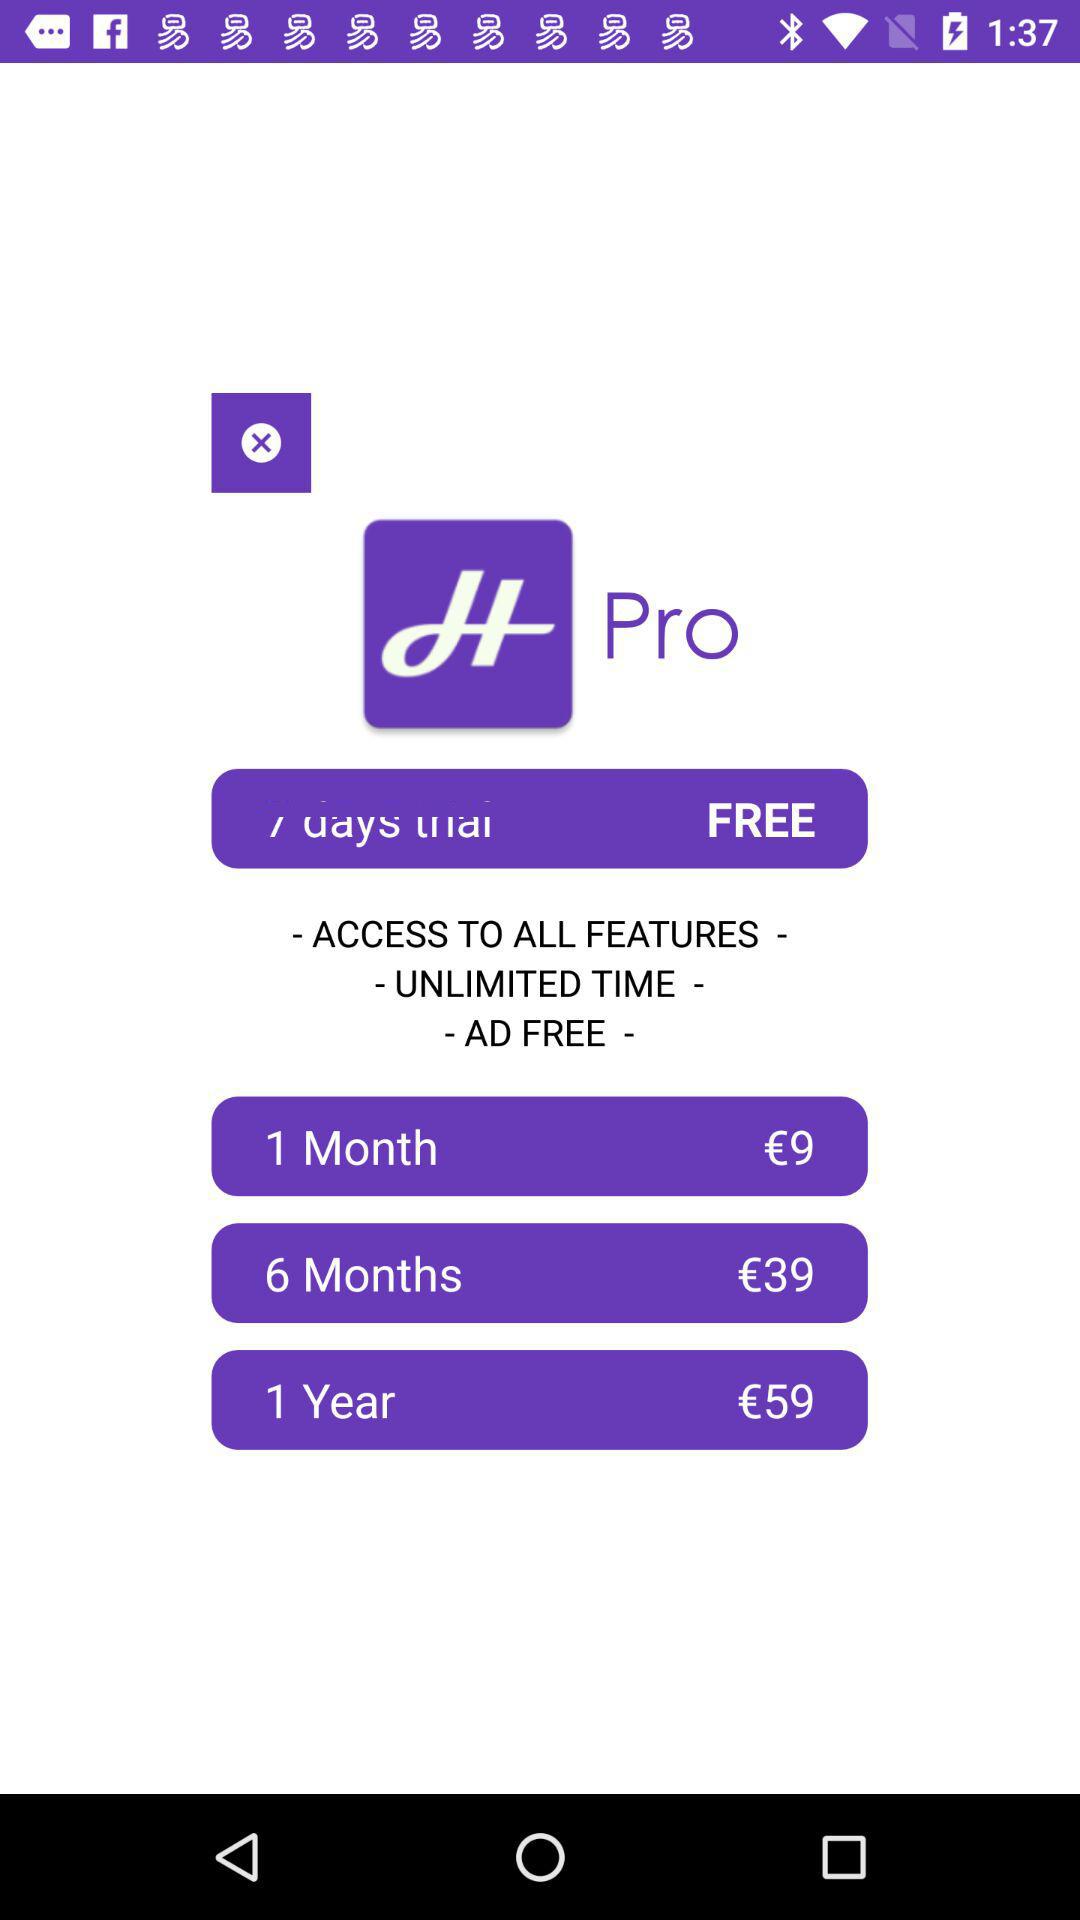 1:37
H Pro
7 days trial FREE
- ACCESS TO ALL FEATURES -
- UNLIMITED TIME -
- AD FREE -
1 Month €9
6 Months €39
1 Year €59